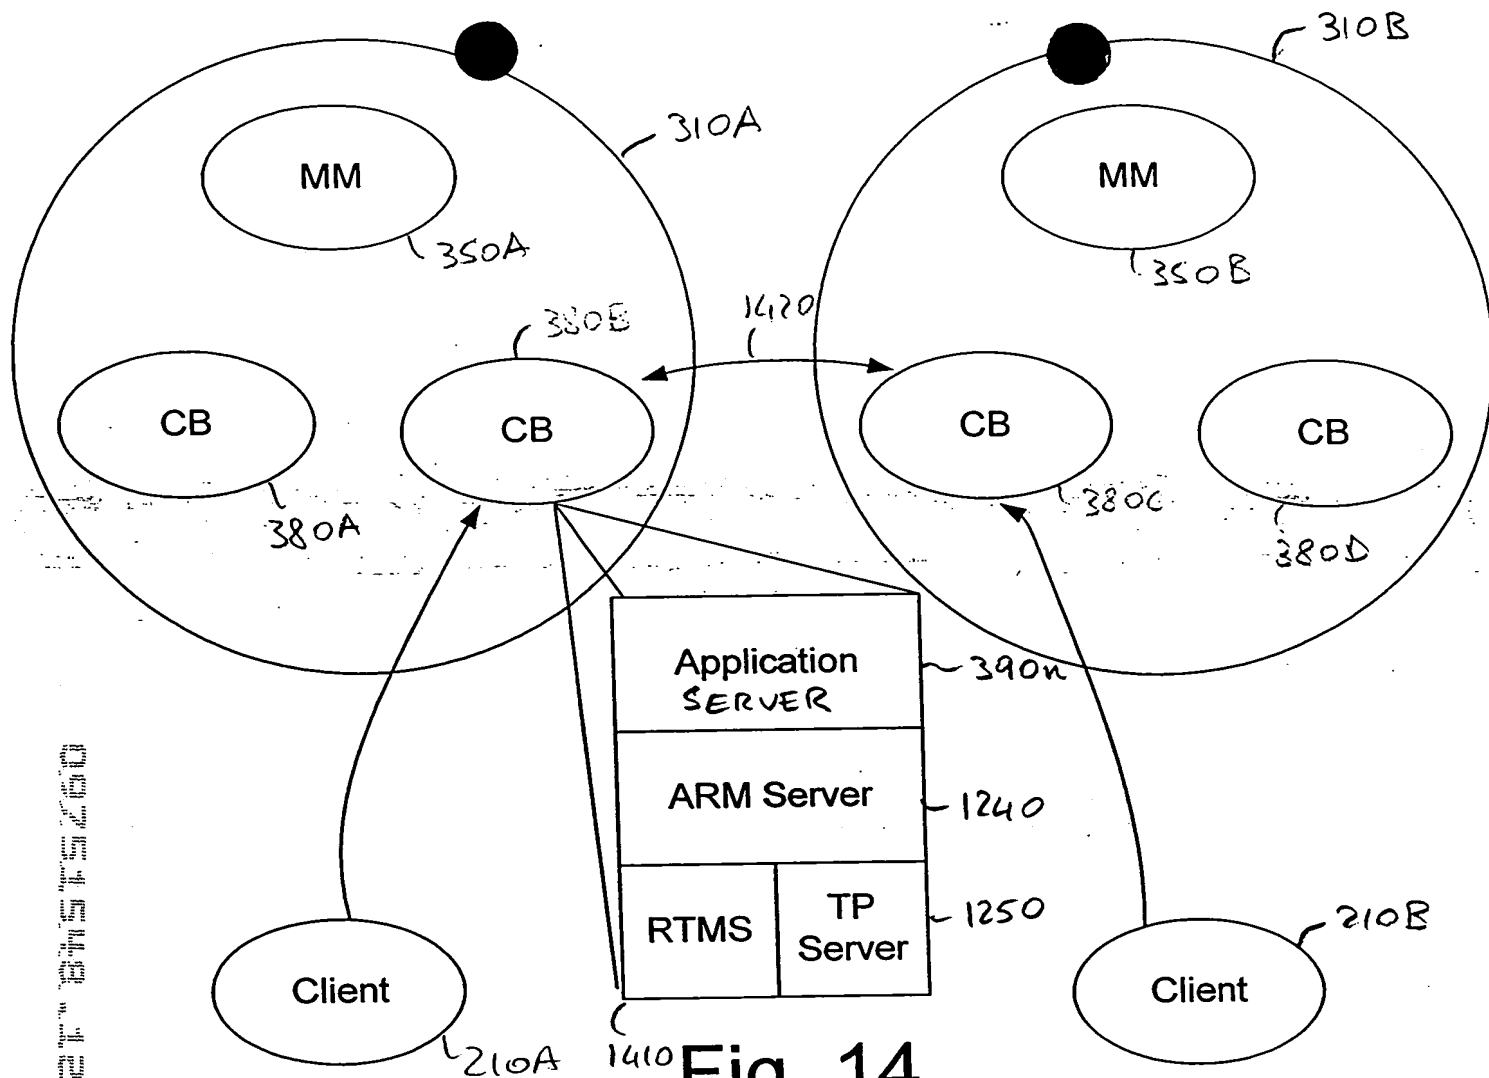 310B
310A
MM
MM
350A
350B
380B
1420
CB
CB
CB
CB
380A
380C
380D
Application
SERVER
390n
ARM Server
1240
RTMS
TP
Server
1250
Client
Client
210B
210A
1410
Fig. 14